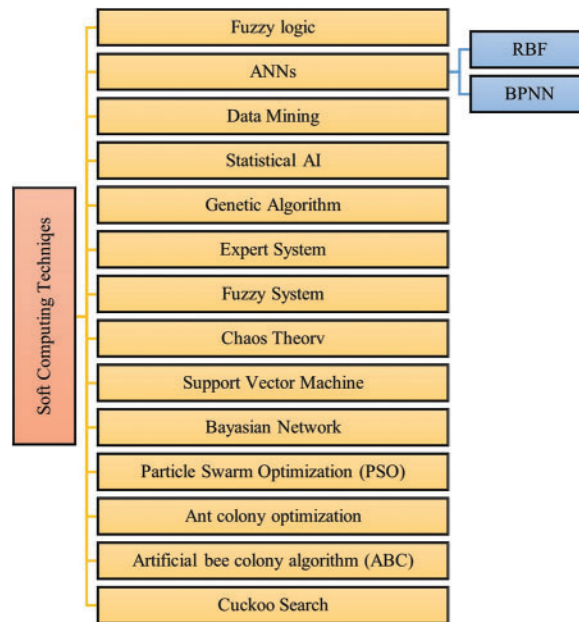 Soft Computing Techniqes
Fuzzy logic
ANNs
RBF
BPNN
Data Mining
Statistical AI
Genetic Algorithm
Expert System
Fuzzy System
Chaos Theorv
Support Vector Machine
Bayasian Network
Particle Swarm Optimization (PSO)
Ant colony optimization
Artificial bee colony algorithm (ABC)
Cuckoo Search